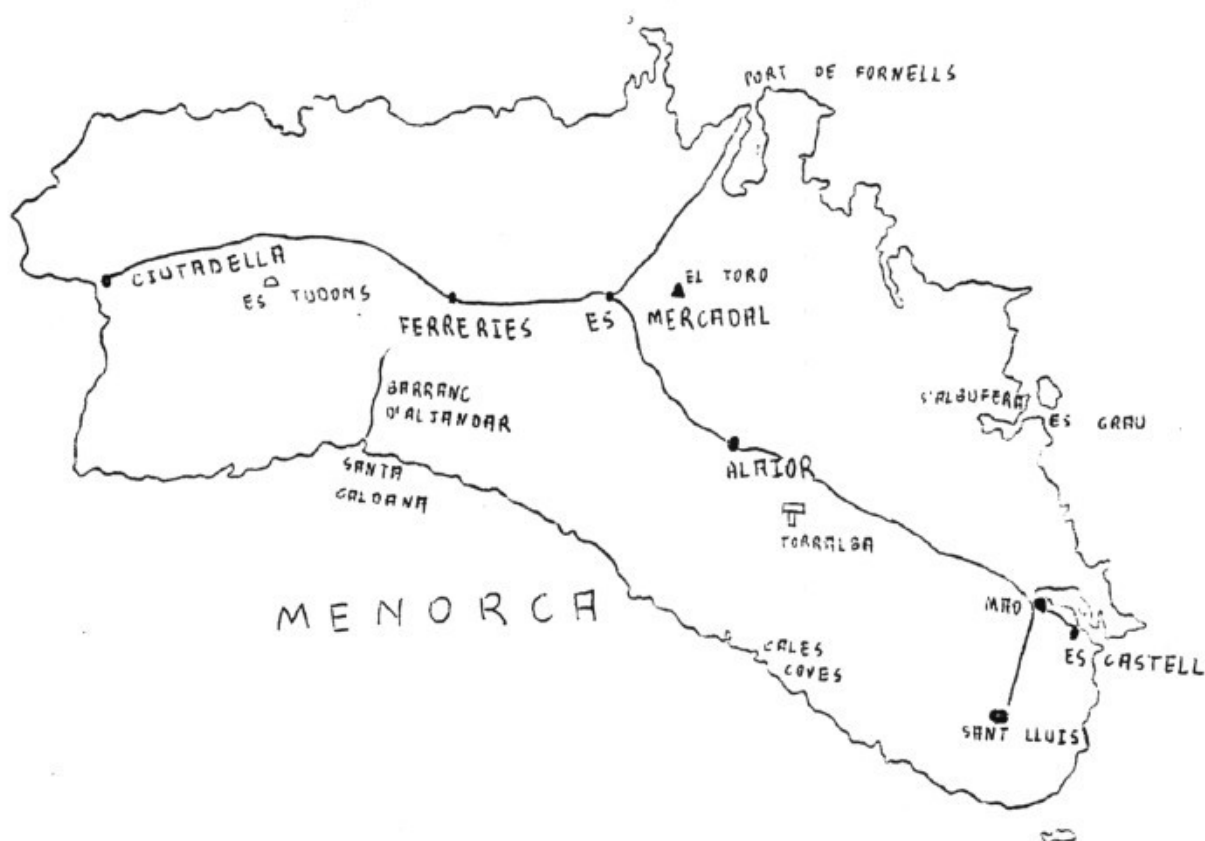 PORT DE FORNELLS
CIUTADELLA
ES TUDONS
EL TORO
FERRERIES
ES MERCADAL
BARRANC
D'ALJANDAR
S'ALBUFERA
ES GRAU
SANTA
GALDANA
ALAIOR
TORRALBA
MENORCA
MAO
CALES
COVES
ES CASTELL
SANT LLUIS